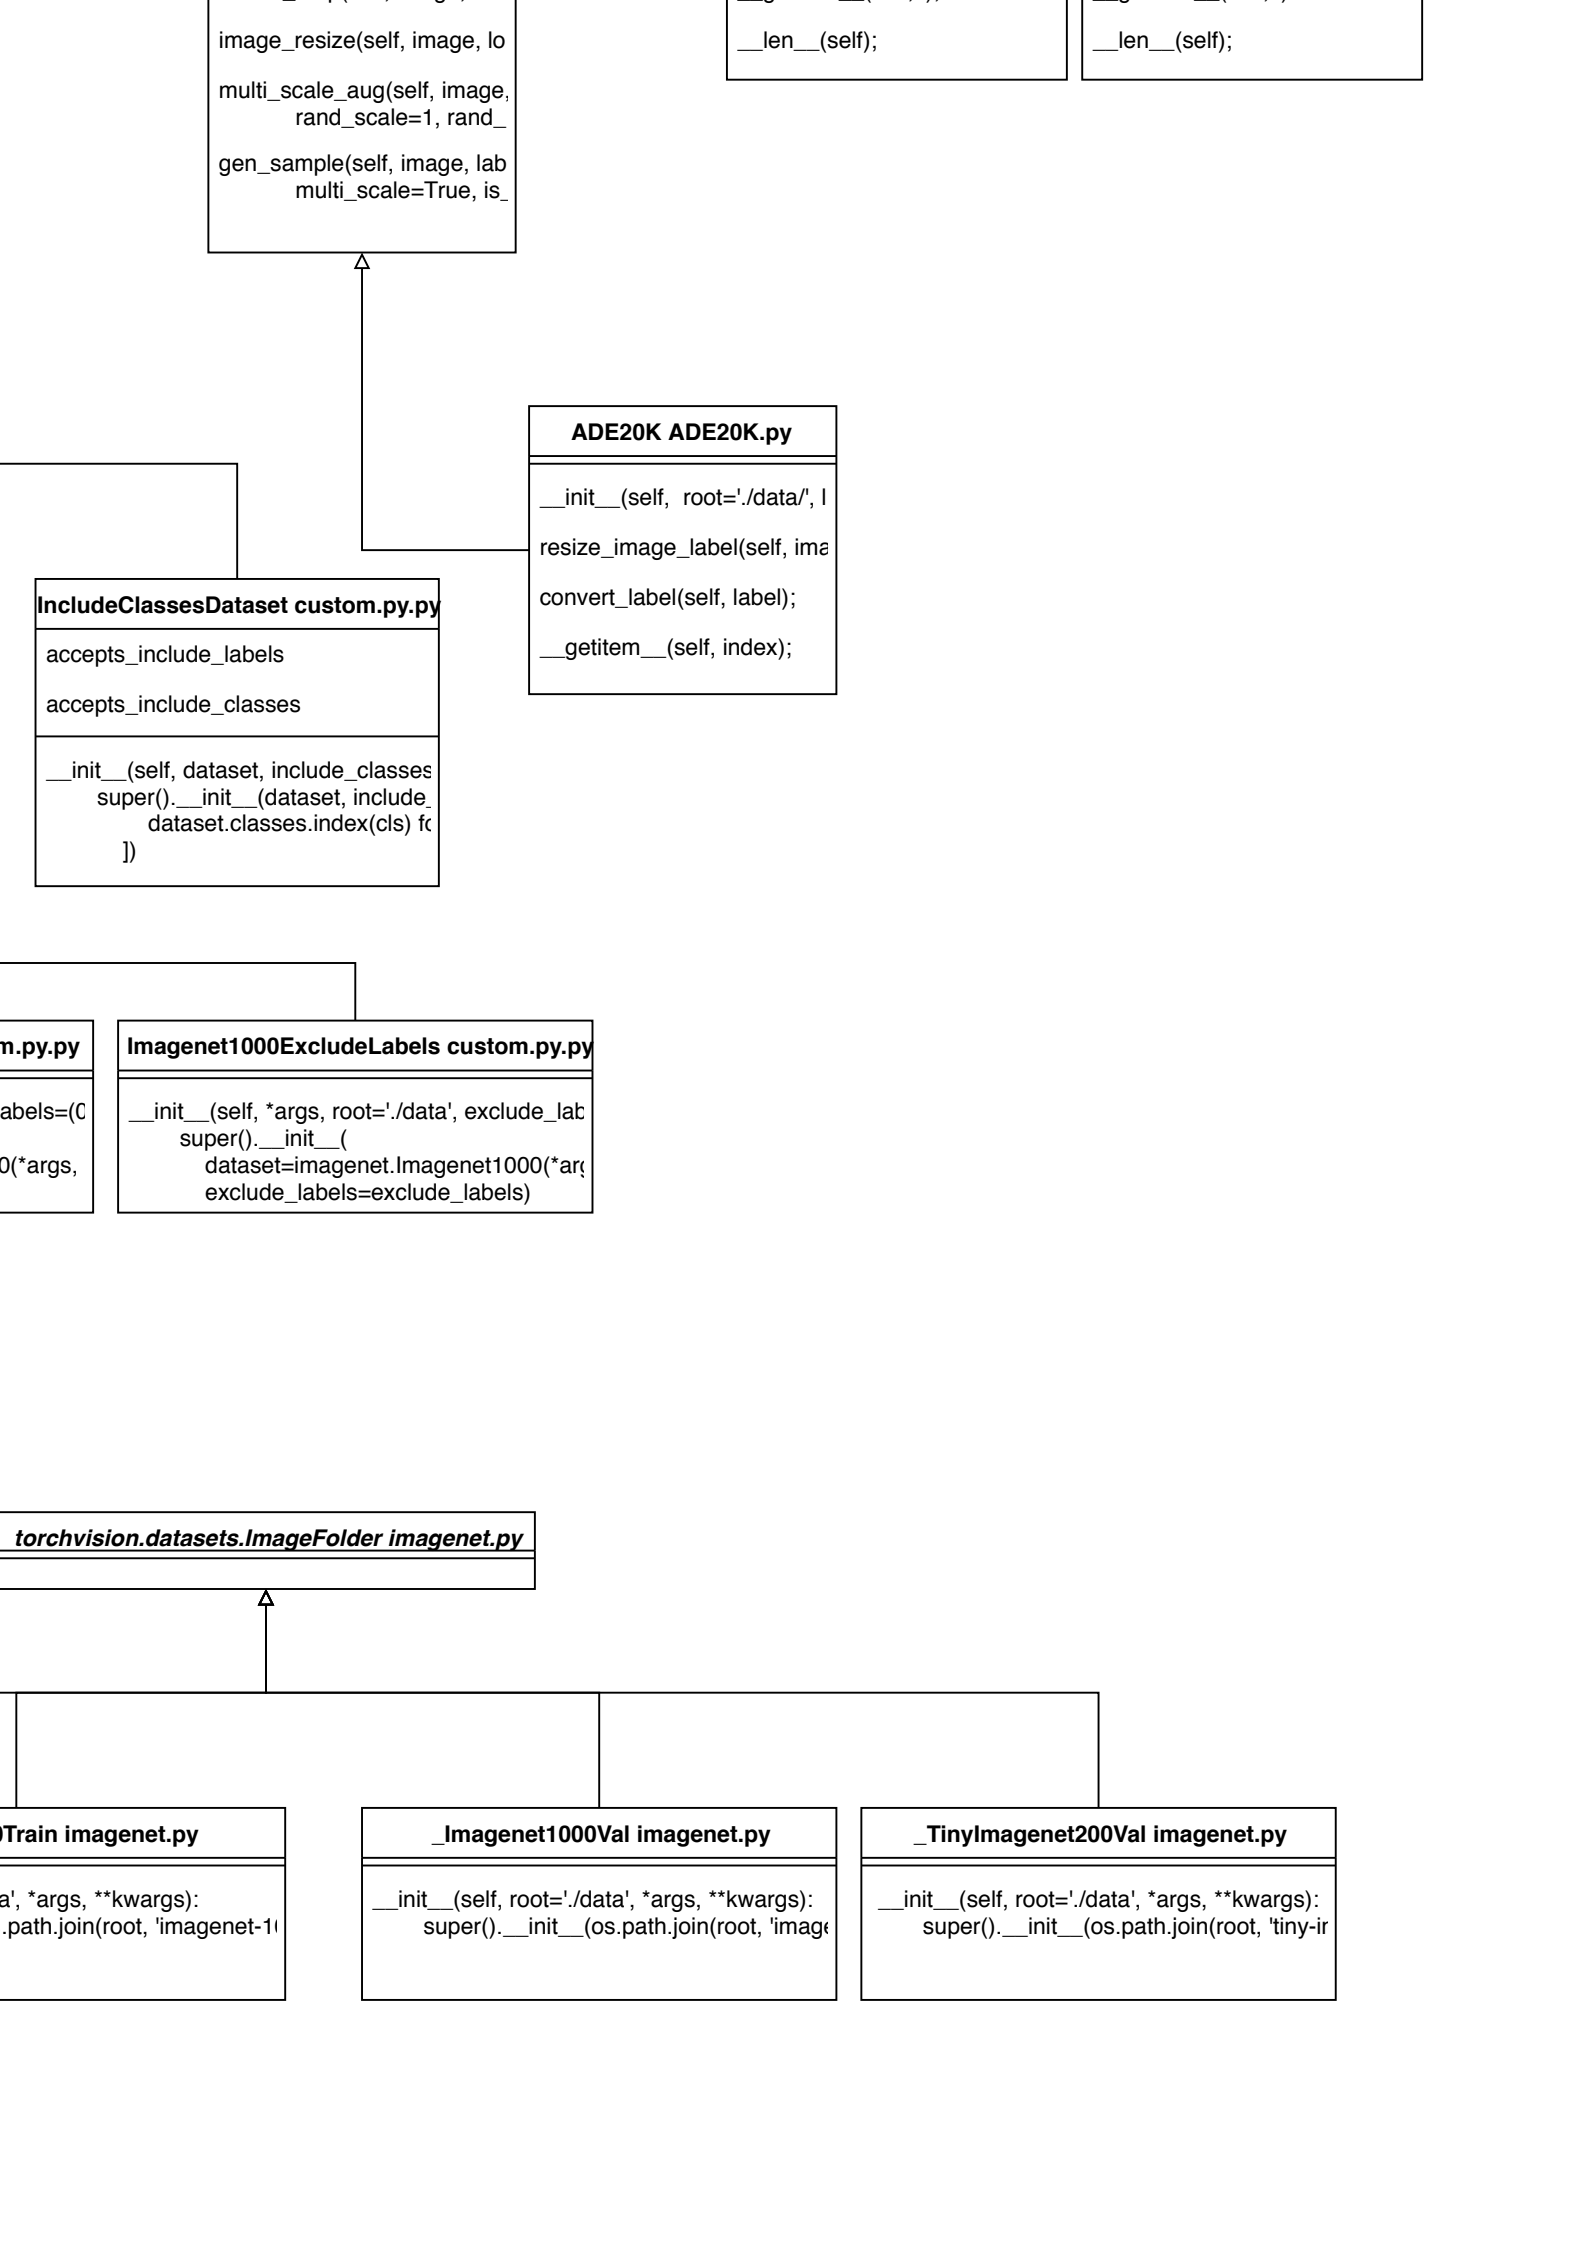 image_resize(self, image, lo
multi_scale_aug(self, image,
rand_scale=1, rand_
gen_sample(self, image, lab
multi_scale=True, is_
__len__(self);
__len__(self);
ADE20K ADE20K.py
__init__(self,  root='./data/', l
resize_image_label(self, ima
convert_label(self, label);
__getitem__(self, index);
IncludeClassesDataset custom.py.py
accepts_include_labels
accepts_include_classes
__init__(self, dataset, include_classes
super().__init__(dataset, include_
dataset.classes.index(cls) fo
])
m.py.py
abels=(0
0(*args,
Imagenet1000ExcludeLabels custom.py.py
__init__(self, *args, root='./data', exclude_lab
super().__init__(
dataset=imagenet.Imagenet1000(*arg
exclude_labels=exclude_labels)
torchvision.datasets.ImageFolder imagenet.py
0Train imagenet.py
a', *args, **kwargs):
.path.join(root, 'imagenet-10
_Imagenet1000Val imagenet.py
__init__(self, root='./data', *args, **kwargs):
super().__init__(os.path.join(root, 'image
_TinyImagenet200Val imagenet.py
__init__(self, root='./data', *args, **kwargs):
super().__init__(os.path.join(root, 'tiny-